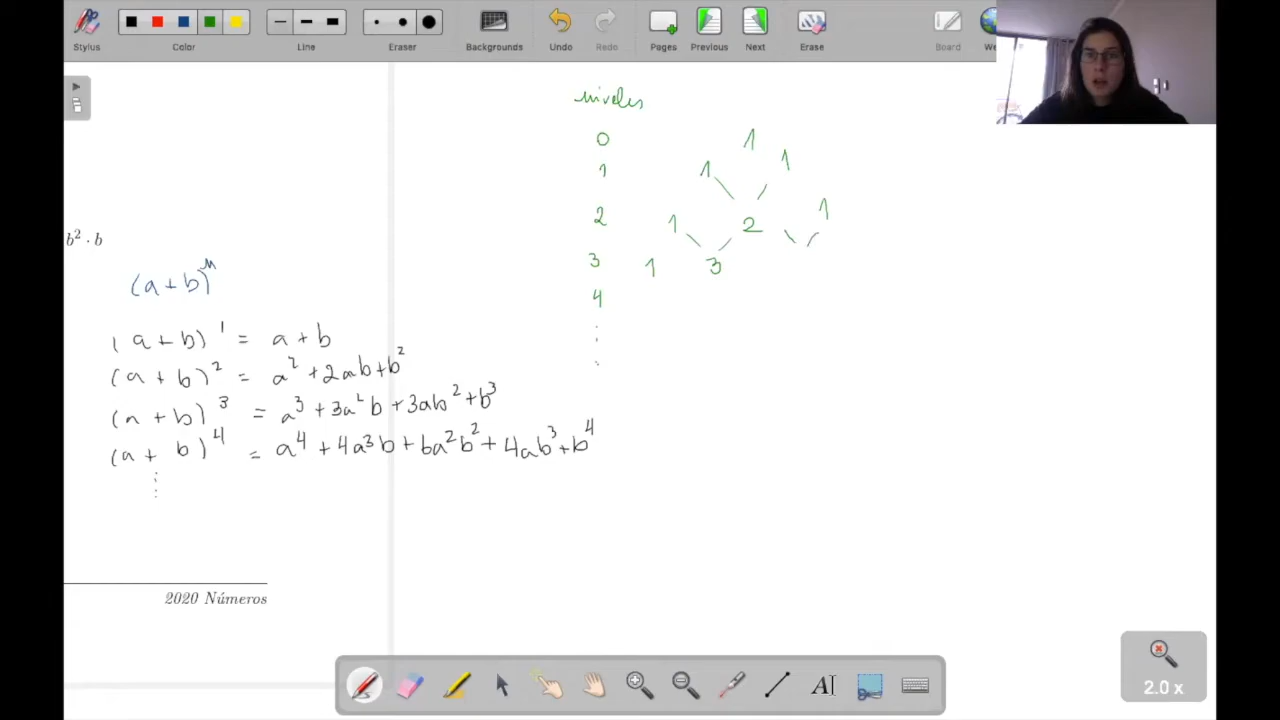 Stylus Color Line Eraser Backgrounds Undo Redo Pages Previous Next Erase Board We
niveles
0 1
1 1 1
2 1 2 1
3 1 3
4
b² · b
(a+b)ⁿ
(a+b)¹ = a+b
(a+b)² = a²+2ab+b²
(a+b)³ = a³+3a²b+3ab²+b³
(a+b)⁴ = a⁴+4a³b+6a²b²+4ab³+b⁴
2020 Números
2.0 x